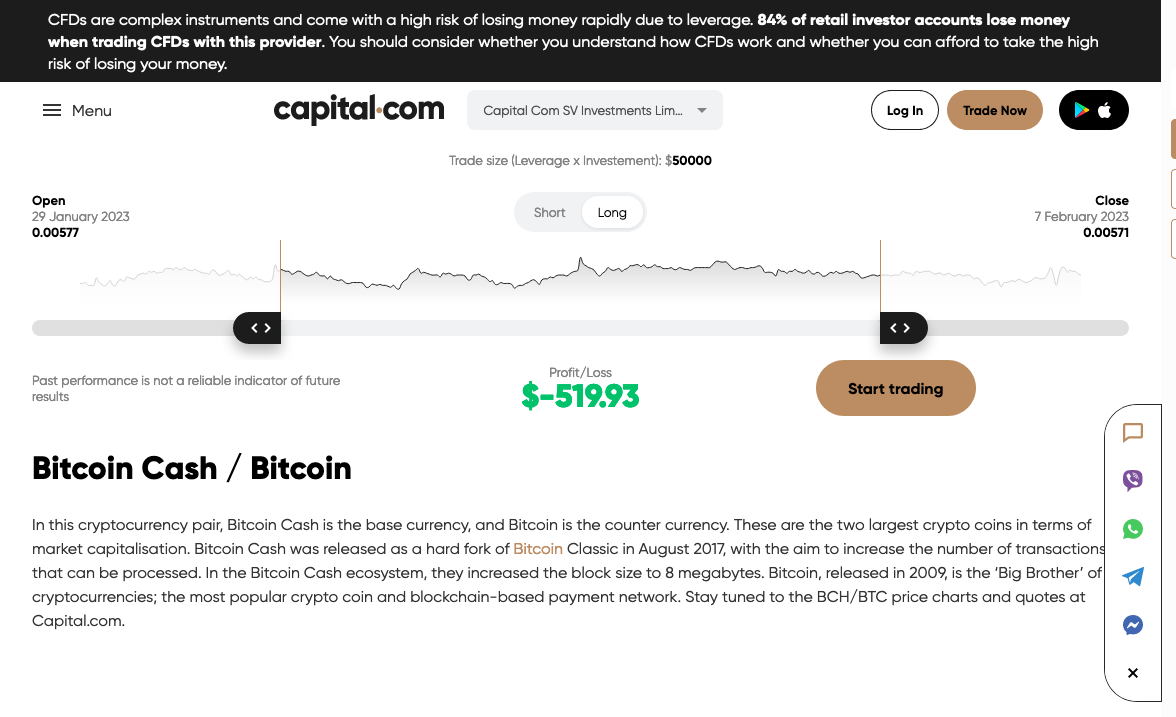 CFDs are complex instruments and come with a high risk of losing money rapidly due to leverage. 84% of retail investor accounts lose money
when trading CFDs with this provider. You should consider whether you understand how CFDs work and whether you can afford to take the high
risk of losing your money.
Menu
capital.com
Capital Com SV Investments Lim...
Log In
Trade Now
Trade size (Leverage x Investement): $50000
Open
29 January 2023
0.00577
Short
Long
Close
7 February 2023
0.00571
Past performance is not a reliable indicator of future
results
Profit/Loss
$-519.93
Start trading
Bitcoin Cash / Bitcoin
In this cryptocurrency pair, Bitcoin Cash is the base currency, and Bitcoin is the counter currency. These are the two largest crypto coins in terms of
market capitalisation. Bitcoin Cash was released as a hard fork of Bitcoin Classic in August 2017, with the aim to increase the number of transactions
that can be processed. In the Bitcoin Cash ecosystem, they increased the block size to 8 megabytes. Bitcoin, released in 2009, is the ‘Big Brother’ of
cryptocurrencies; the most popular crypto coin and blockchain-based payment network. Stay tuned to the BCH/BTC price charts and quotes at
Capital.com.